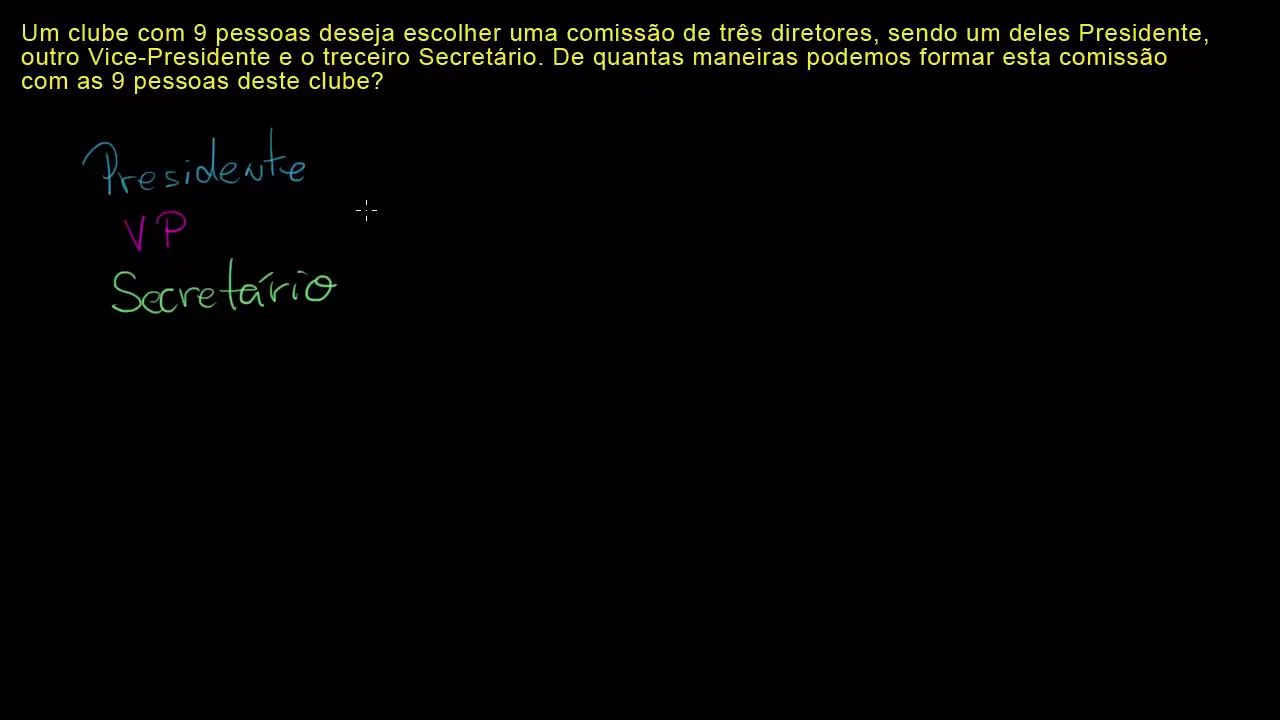 Um clube com 9 pessoas deseja escolher uma comissão de três diretores, sendo um deles Presidente,
outro Vice-Presidente e o treceiro Secretário. De quantas maneiras podemos formar esta comissão
com as 9 pessoas deste clube?
Presidente
VP
Secretário